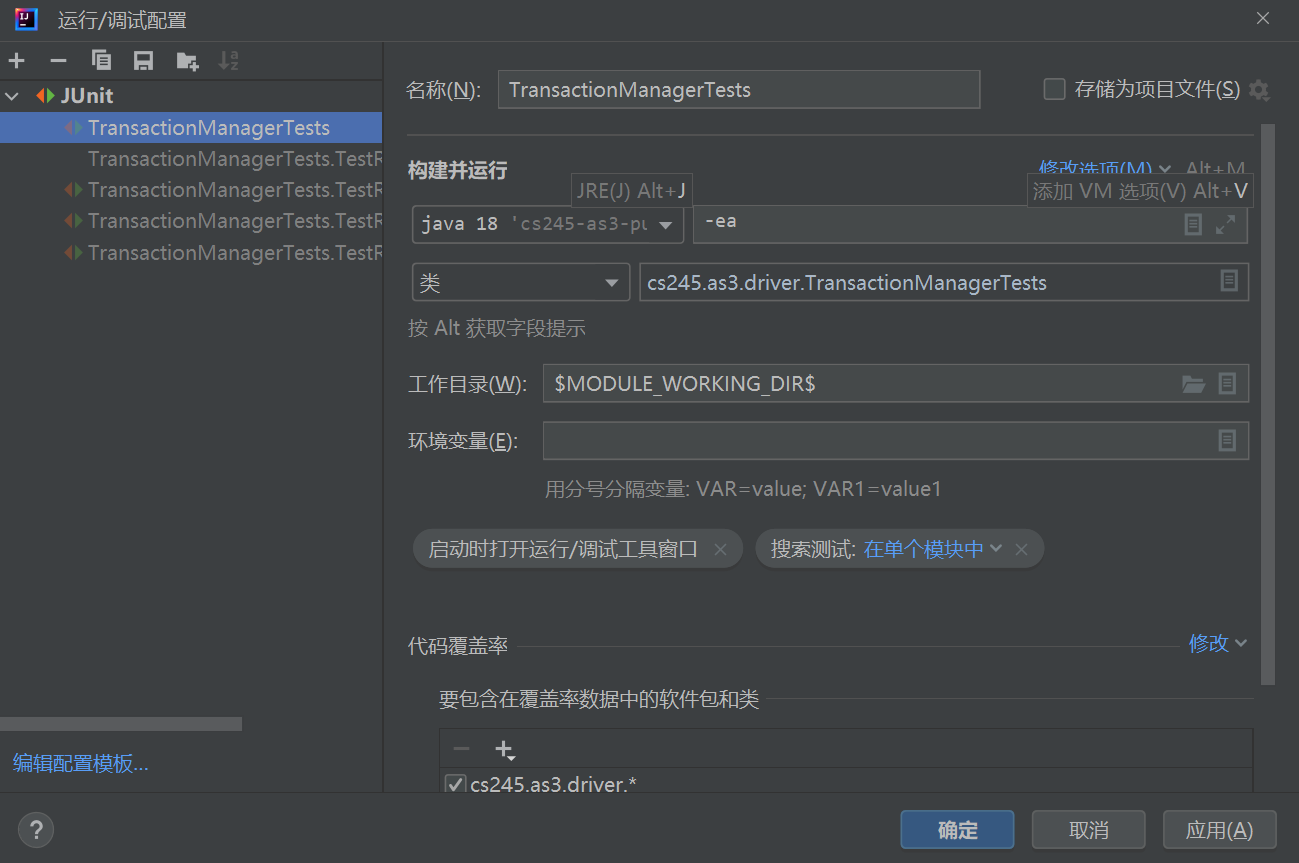 运行/调试配置
JUnit
TransactionManagerTests
TransactionManagerTests.TestR
TransactionManagerTests.TestR
TransactionManagerTests.TestR
TransactionManagerTests.TestR
编辑配置模板...
名称(N): TransactionManagerTests 存储为项目文件(S)
构建并运行 修改选项(M) Alt+M
JRE(J) Alt+J 添加 VM 选项(V) Alt+V
java 18 'cs245-as3-pu -ea
类 cs245.as3.driver.TransactionManagerTests
按 Alt 获取字段提示
工作目录(W): $MODULE_WORKING_DIR$
环境变量(E):
用分号分隔变量: VAR=value; VAR1=value1
启动时打开运行/调试工具窗口 搜索测试: 在单个模块中
代码覆盖率 修改
要包含在覆盖率数据中的软件包和类
cs245.as3.driver.*
? 确定 取消 应用(A)